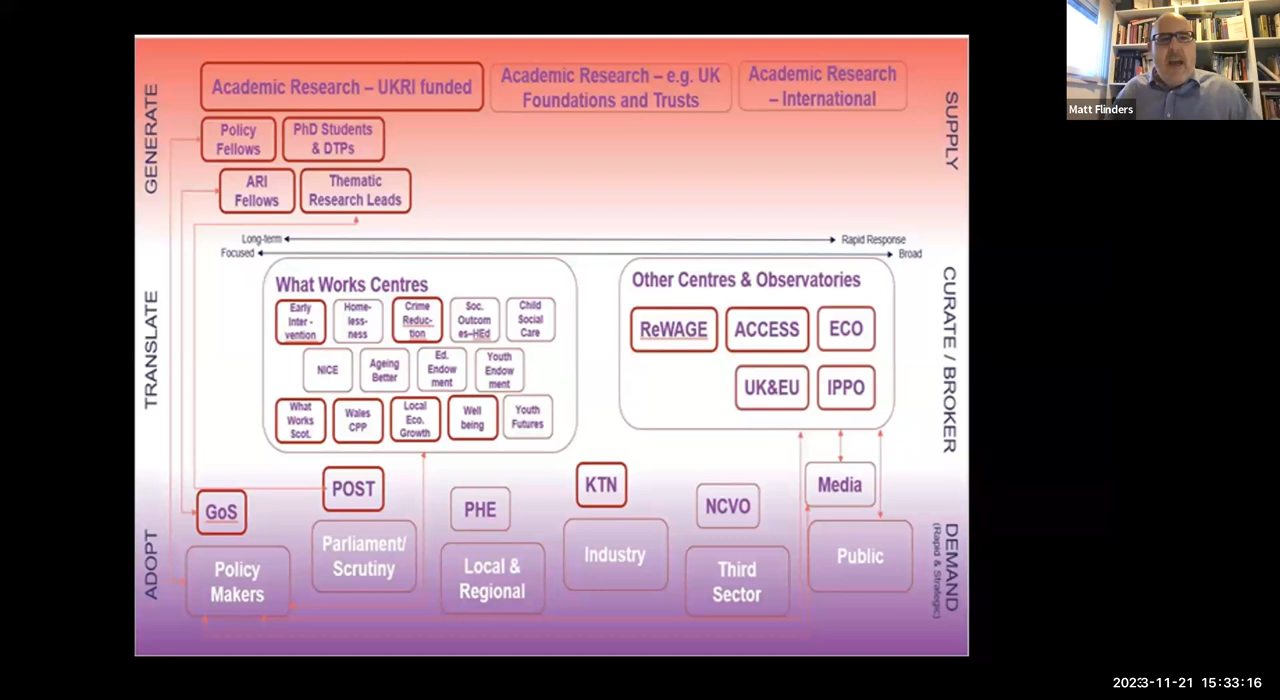 GENERATE
SUPPLY
Academic Research – UKRI funded
Academic Research – e.g. UK
Foundations and Trusts
Academic Research
– International
Policy
Fellows
PhD Students
& DTPs
ARI
Fellows
Thematic
Research Leads
Long-term
Rapid Response
Focused
Broad
TRANSLATE
CURATE / BROKER
What Works Centres
Early
Inter -
vention
Home-
less-
ness
Crime
Reduc-
tion
Soc.
Outcom
es–HEd
Child
Social
Care
NICE
Ageing
Better
Ed.
Endow
ment
Youth
Endow
ment
What
Works
Scot.
Wales
CPP
Local
Eco.
Growth
Well
being
Youth
Futures
Other Centres & Observatories
ReWAGE
ACCESS
ECO
UK&EU
IPPO
ADOPT
DEMAND
(Rapid & Strategic)
GoS
POST
PHE
KTN
NCVO
Media
Policy
Makers
Parliament/
Scrutiny
Local &
Regional
Industry
Third
Sector
Public
Matt Flinders
2023-11-21 15:33:16